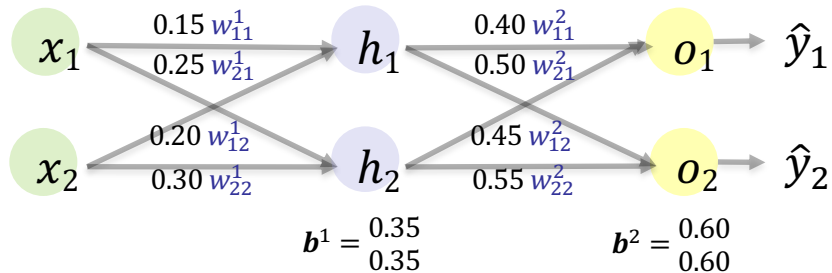 0.15 w¹₁₁ 0.40 w²₁₁
x₁ h₁ o₁ ŷ₁
0.25 w¹₂₁ 0.50 w²₂₁
0.20 w¹₁₂ 0.45 w²₁₂
x₂ h₂ o₂ ŷ₂
0.30 w¹₂₂ 0.55 w²₂₂
b¹ = 0.35 0.35 b² = 0.60 0.60